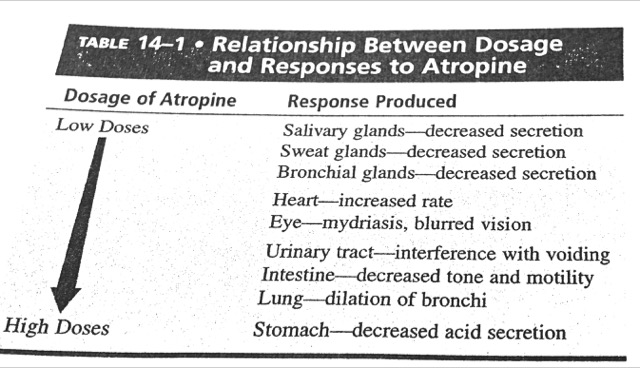 TABLE 14–1 • Relationship Between Dosage
and Responses to Atropine
Dosage of Atropine Response Produced
Low Doses Salivary glands—decreased secretion
Sweat glands—decreased secretion
Bronchial glands—decreased secretion
Heart—increased rate
Eye—mydriasis, blurred vision
Urinary tract—interference with voiding
Intestine—decreased tone and motility
Lung—dilation of bronchi
High Doses Stomach—decreased acid secretion